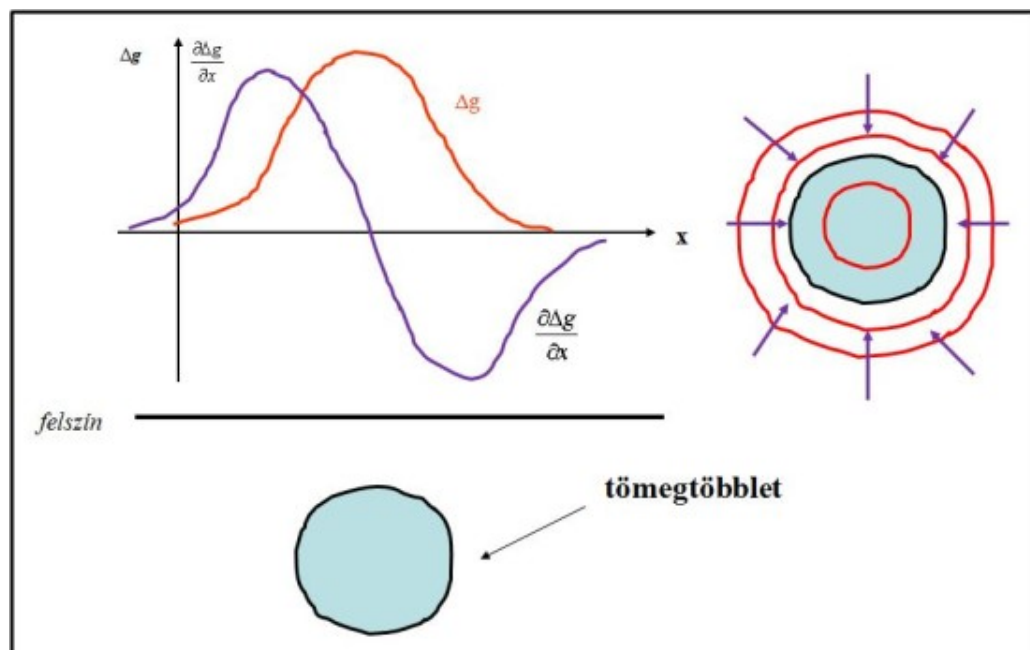 Δg
∂Δg
∂x
Δg
x
∂Δg
∂x
felszín
tömegtöbblet